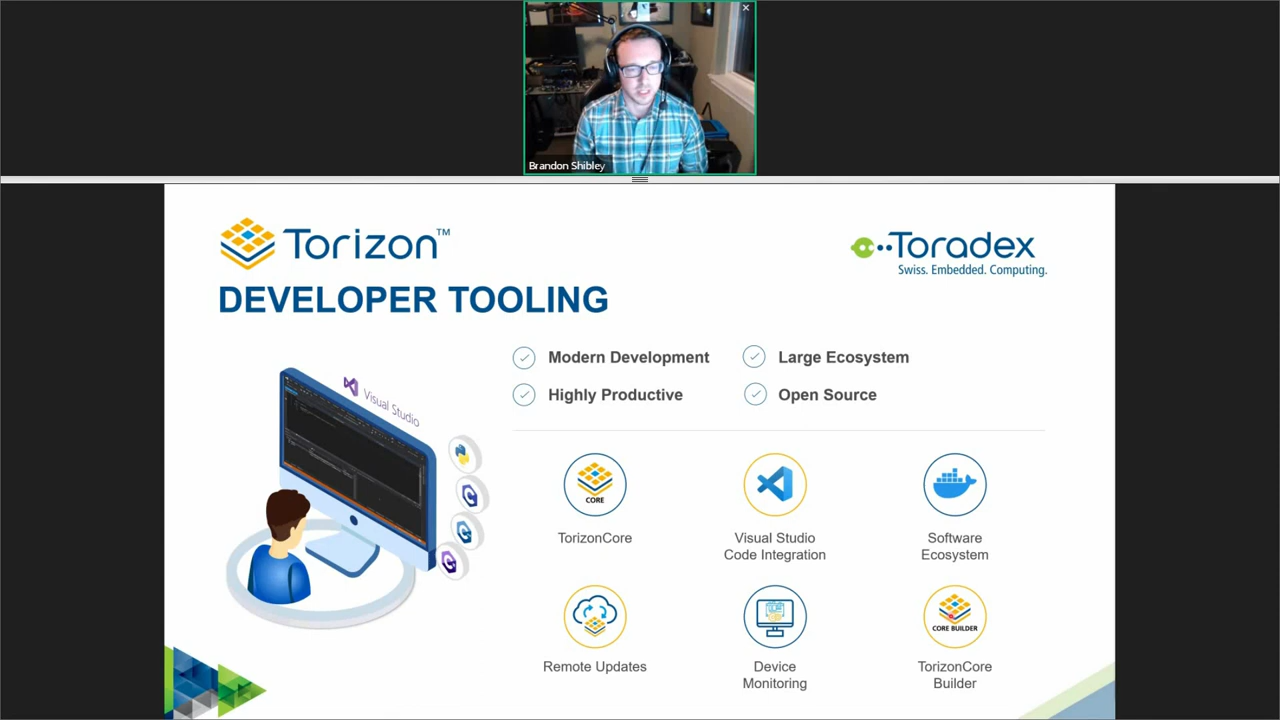 Brandon Shibley
Torizon™
Toradex
Swiss. Embedded. Computing.
DEVELOPER TOOLING
Modern Development
Large Ecosystem
Highly Productive
Open Source
Visual Studio
CORE
TorizonCore
Visual Studio
Code Integration
Software
Ecosystem
Remote Updates
Device
Monitoring
CORE BUILDER
TorizonCore
Builder